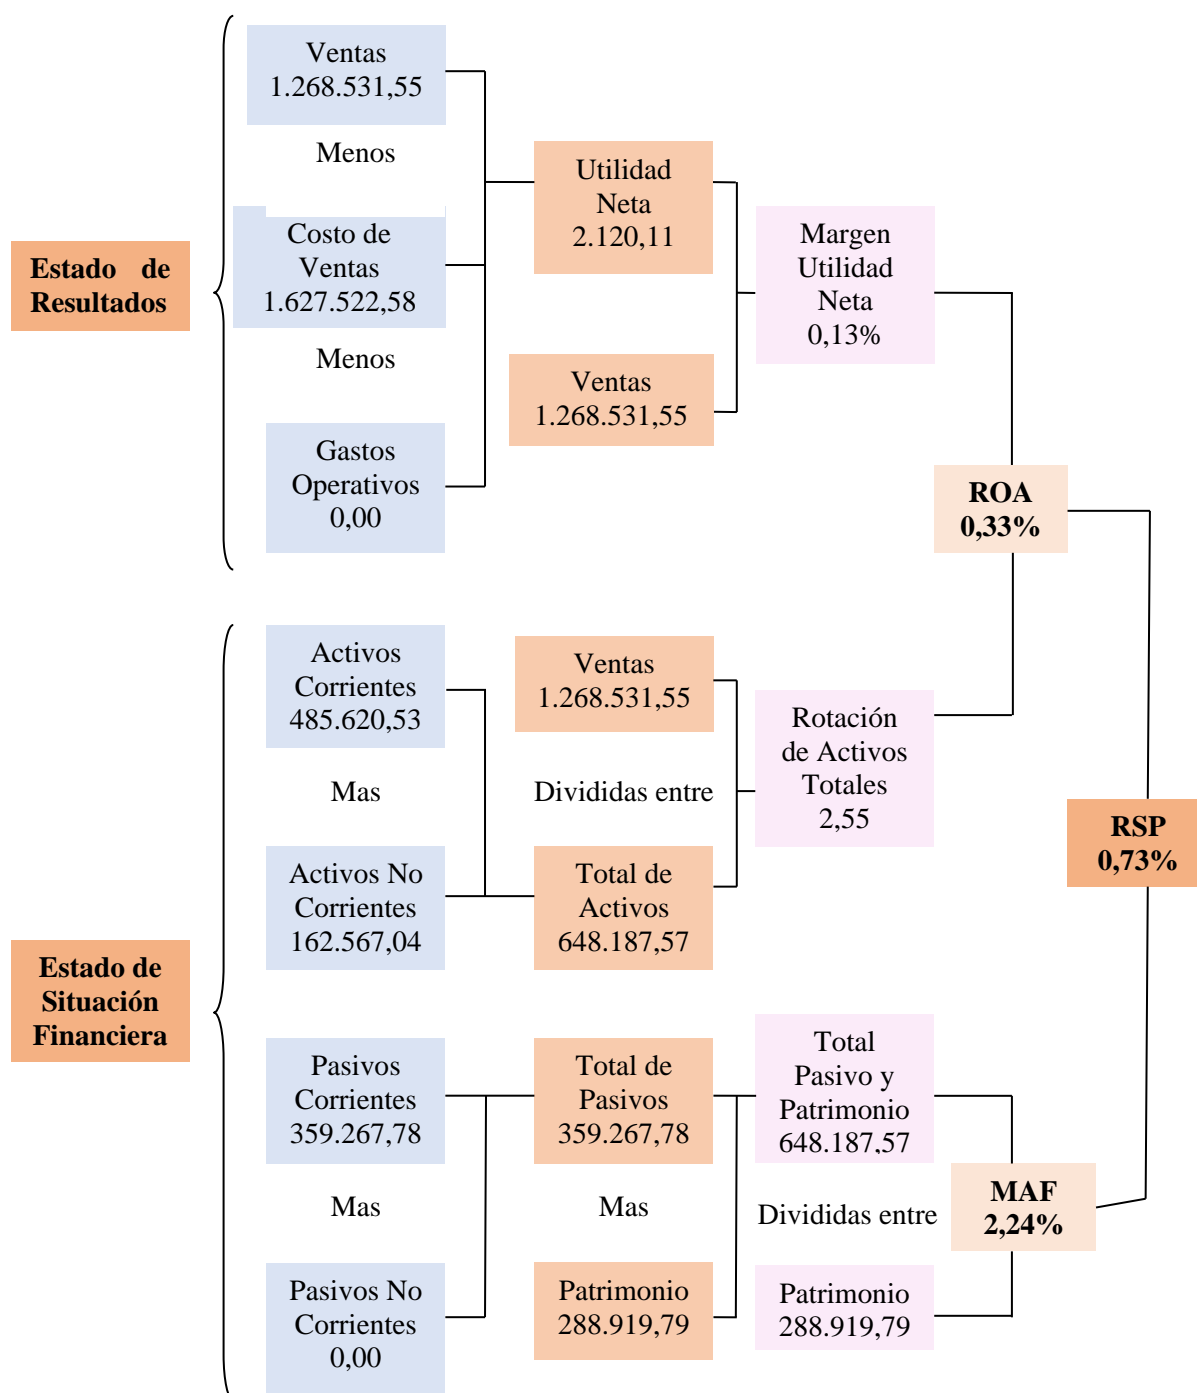 Ventas
1.268.531,55
Menos
Costo de
Ventas
1.627.522,58
Menos
Gastos
Operativos
0,00
Estado de
Resultados
Utilidad
Neta
2.120,11
Ventas
1.268.531,55
Margen
Utilidad
Neta
0,13%
ROA
0,33%
Activos
Corrientes
485.620,53
Mas
Activos No
Corrientes
162.567,04
Ventas
1.268.531,55
Divididas entre
Total de
Activos
648.187,57
Rotación
de Activos
Totales
2,55
RSP
0,73%
Estado de
Situación
Financiera
Pasivos
Corrientes
359.267,78
Mas
Pasivos No
Corrientes
0,00
Total de
Pasivos
359.267,78
Mas
Patrimonio
288.919,79
Total
Pasivo y
Patrimonio
648.187,57
Divididas entre
Patrimonio
288.919,79
MAF
2,24%